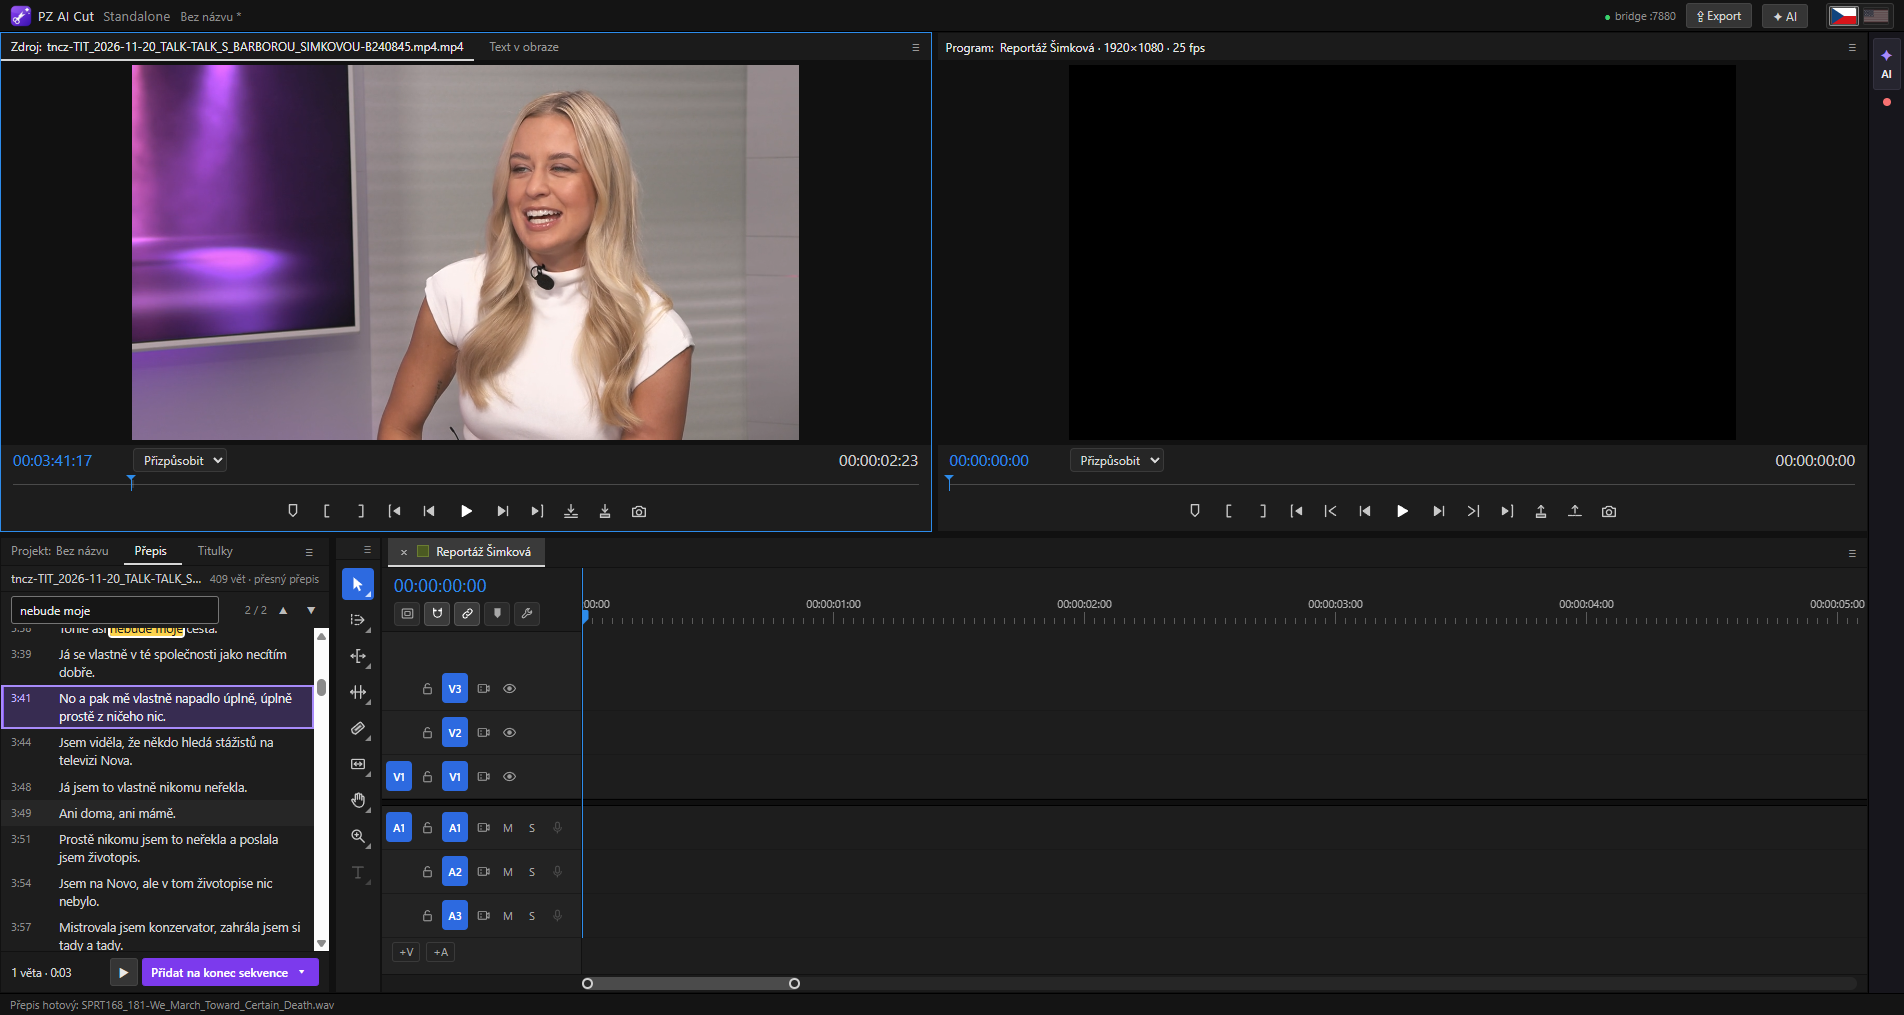 PZ AI Cut Standalone Bez názvu *
bridge :7880 Export AI
Zdroj: tncz-TIT_2026-11-20_TALK-TALK_S_BARBOROU_SIMKOVOU-B240845.mp4.mp4 Text v obraze
Program: Reportáž Šimková · 1920×1080 · 25 fps
AI
00:03:41:17 Přizpůsobit 00:00:02:23
00:00:00:00 Přizpůsobit 00:00:00:00
Projekt: Bez názvu Přepis Titulky
tncz-TIT_2026-11-20_TALK-TALK_S... 409 vět · přesný přepis
nebude moje 2 / 2
3:38 Tohle asi nebude moje cesta.
3:39 Já se vlastně v té společnosti jako necítím
dobře.
3:41 No a pak mě vlastně napadlo úplně, úplně
prostě z ničeho nic.
3:44 Jsem viděla, že někdo hledá stážistů na
televizi Nova.
3:48 Já jsem to vlastně nikomu neřekla.
3:49 Ani doma, ani mámě.
3:51 Prostě nikomu jsem to neřekla a poslala
jsem životopis.
3:54 Jsem na Novo, ale v tom životopise nic
nebylo.
3:57 Mistrovala jsem konzervator, zahrála jsem si
tady a tady.
1 věta · 0:03 Přidat na konec sekvence
Přepis hotový: SPRT168_181-We_March_Toward_Certain_Death.wav
T
Reportáž Šimková
00:00:00:00
00:00 00:00:01:00 00:00:02:00 00:00:03:00 00:00:04:00 00:00:05:00
V3
V2
V1 V1
A1 A1 M S
A2 M S
A3 M S
+V +A